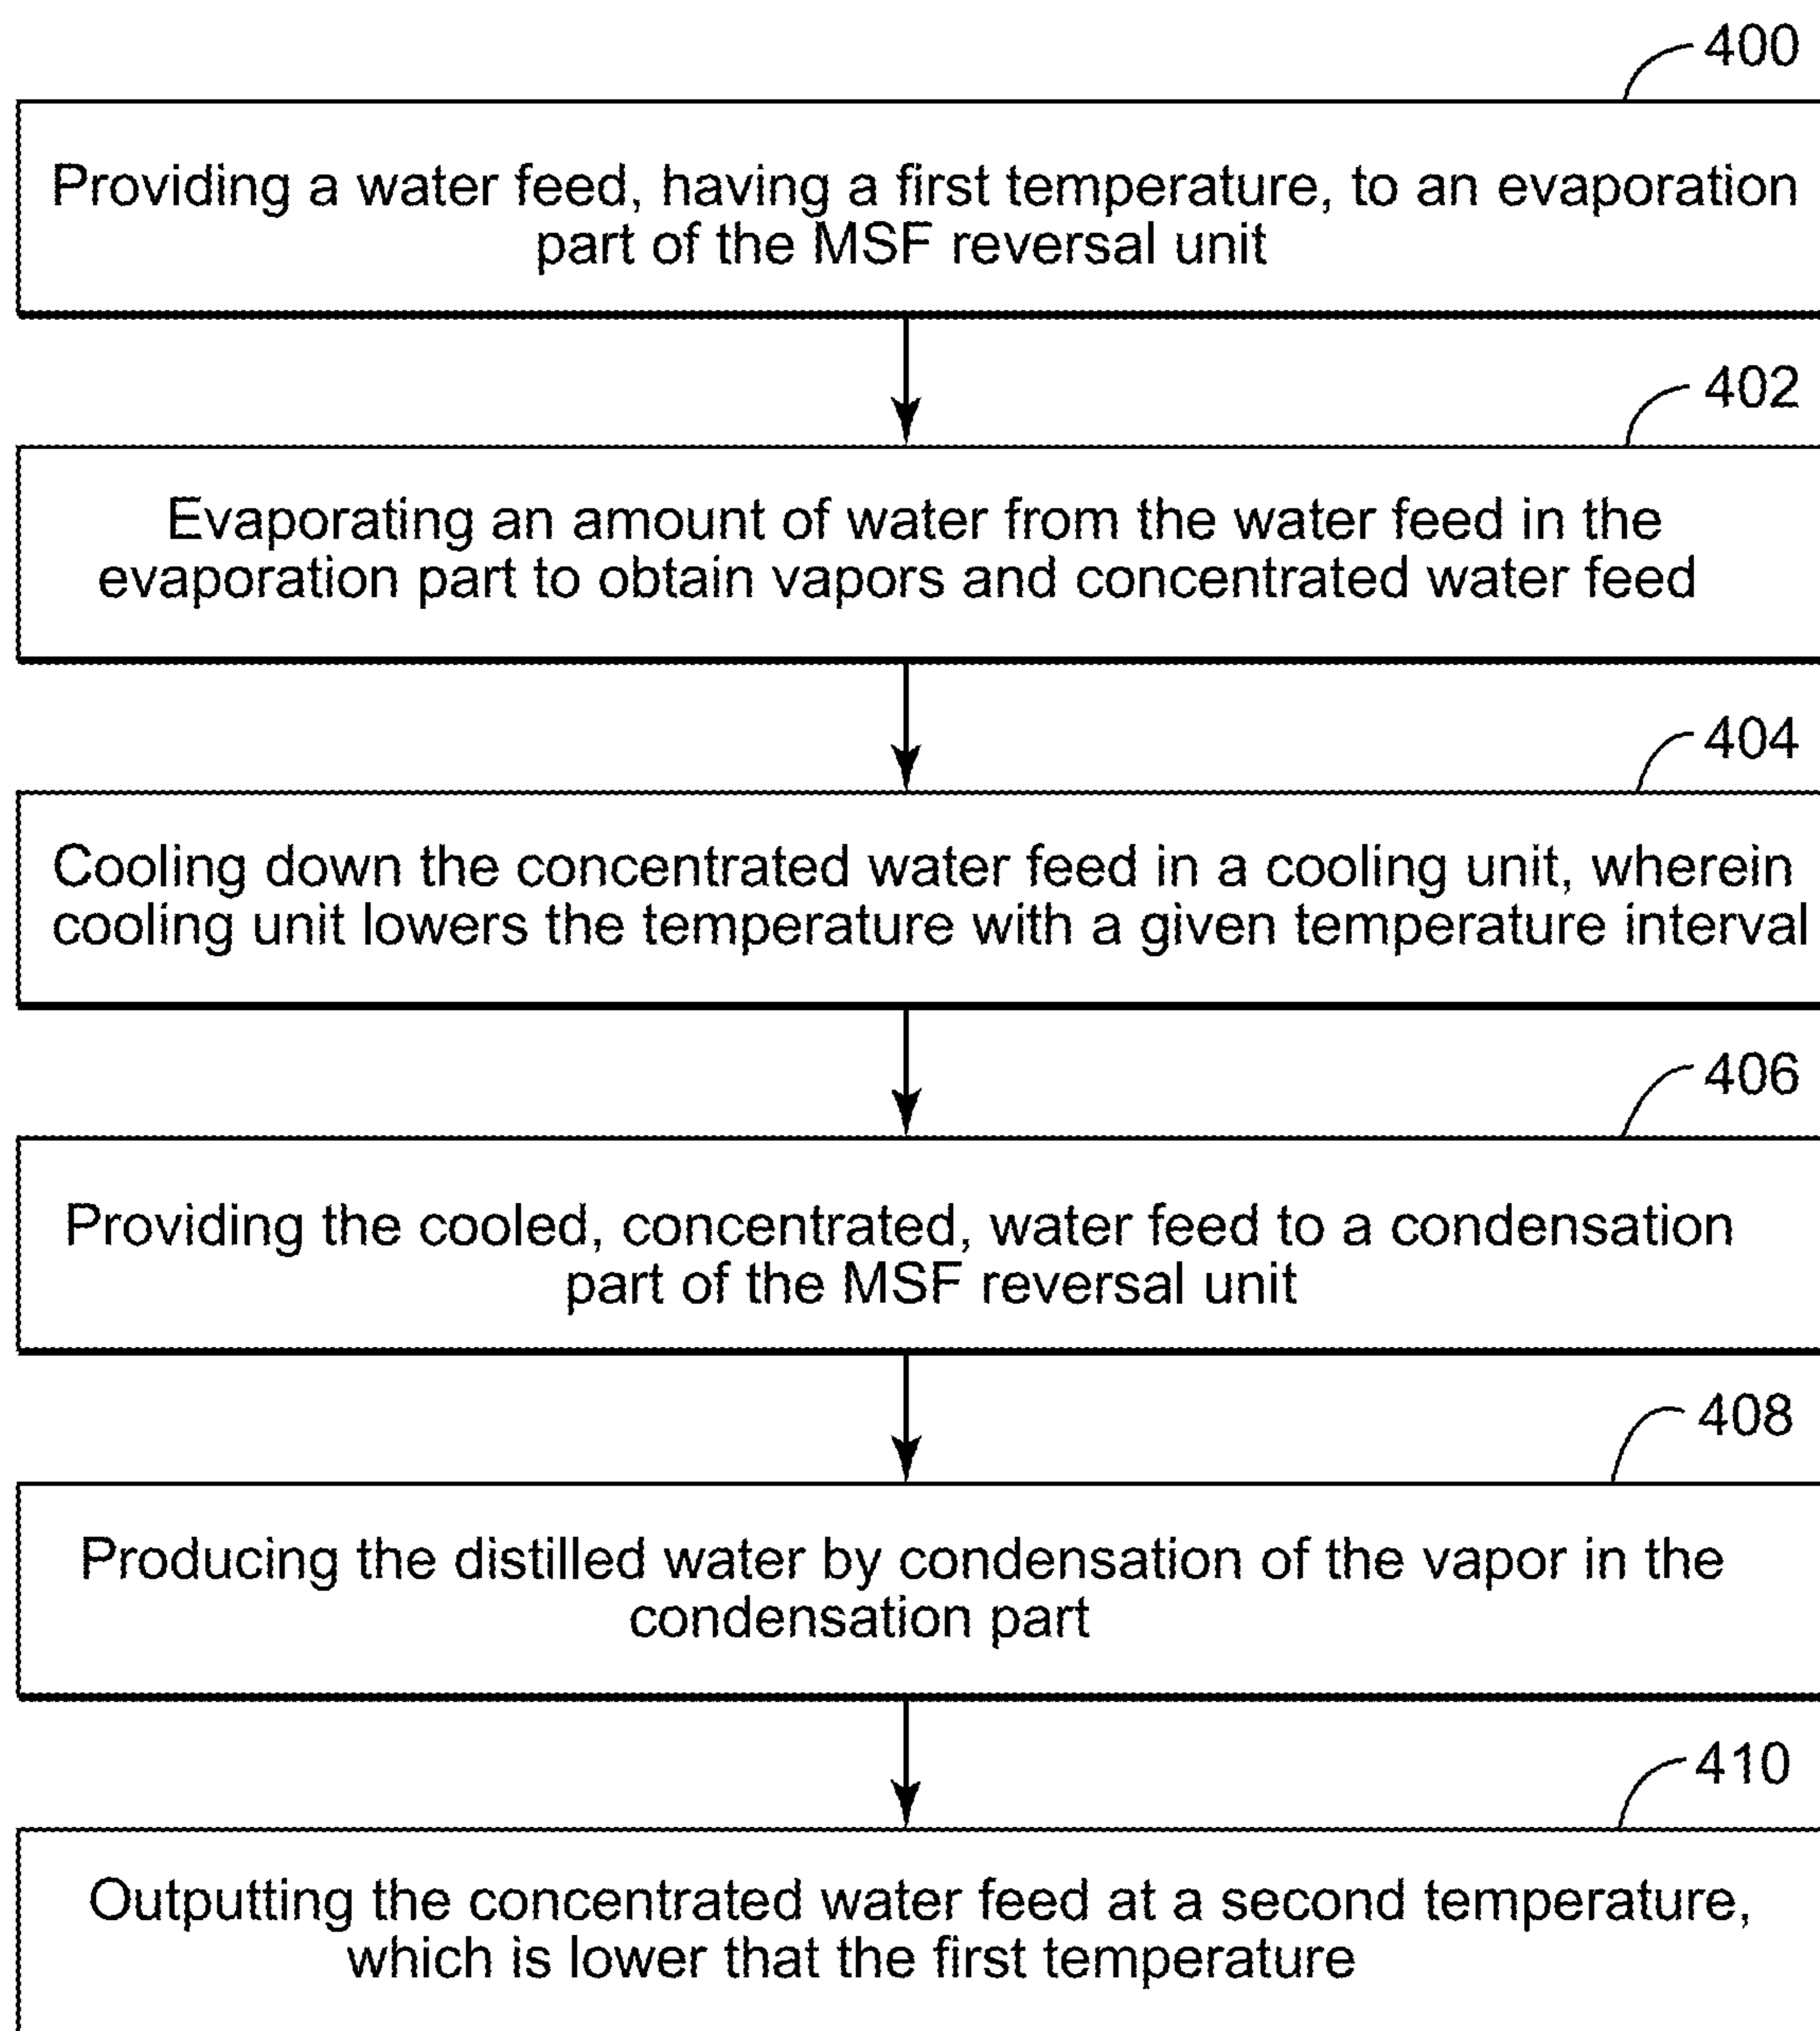 400
Providing a water feed, having a first temperature, to an evaporation
part of the MSF reversal unit
402
Evaporating an amount of water from the water feed in the
evaporation part to obtain vapors and concentrated water feed
404
Cooling down the concentrated water feed in a cooling unit, wherein
cooling unit lowers the temperature with a given temperature interval
406
Providing the cooled, concentrated, water feed to a condensation
part of the MSF reversal unit
408
Producing the distilled water by condensation of the vapor in the
condensation part
410
Outputting the concentrated water feed at a second temperature,
which is lower that the first temperature